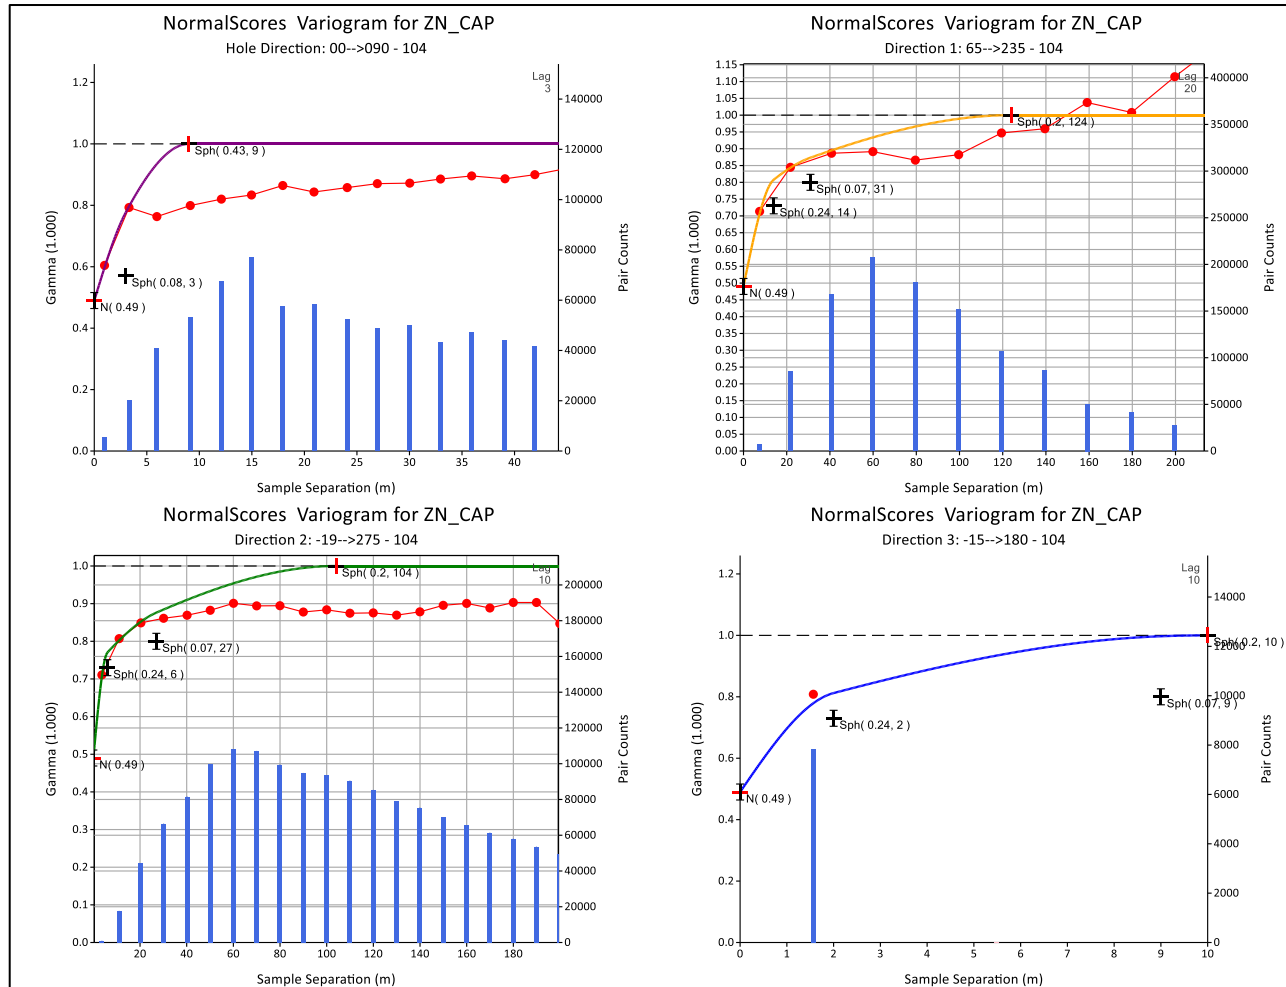 NormalScores Variogram for ZN_CAP
Hole Direction: 00-->090 - 104
Lag
3
1.2
1.0
0.8
0.6
0.4
0.2
0.0
Gamma (1.000)
140000
120000
100000
80000
60000
40000
20000
0
Pair Counts
Sph( 0.43, 9 )
Sph( 0.08, 3 )
N( 0.49 )
0 5 10 15 20 25 30 35 40
Sample Separation (m)
NormalScores Variogram for ZN_CAP
Direction 1: 65-->235 - 104
Lag
20
1.15
1.10
1.05
1.00
0.95
0.90
0.85
0.80
0.75
0.70
0.65
0.60
0.55
0.50
0.45
0.40
0.35
0.30
0.25
0.20
0.15
0.10
0.05
0.00
Gamma (1.000)
400000
350000
300000
250000
200000
150000
100000
50000
0
Pair Counts
Sph( 0.2, 124 )
Sph( 0.07, 31 )
Sph( 0.24, 14 )
N( 0.49 )
0 20 40 60 80 100 120 140 160 180 200
Sample Separation (m)
NormalScores Variogram for ZN_CAP
Direction 2: -19-->275 - 104
Lag
10
1.0
0.9
0.8
0.7
0.6
0.5
0.4
0.3
0.2
0.1
0.0
Gamma (1.000)
200000
180000
160000
140000
120000
100000
80000
60000
40000
20000
0
Pair Counts
Sph( 0.2, 104 )
Sph( 0.07, 27 )
Sph( 0.24, 6 )
N( 0.49 )
20 40 60 80 100 120 140 160 180
Sample Separation (m)
NormalScores Variogram for ZN_CAP
Direction 3: -15-->180 - 104
Lag
10
1.2
1.0
0.8
0.6
0.4
0.2
0.0
Gamma (1.000)
14000
12000
10000
8000
6000
4000
2000
0
Pair Counts
Sph( 0.2, 10 )
Sph( 0.07, 9 )
Sph( 0.24, 2 )
N( 0.49 )
0 1 2 3 4 5 6 7 8 9 10
Sample Separation (m)